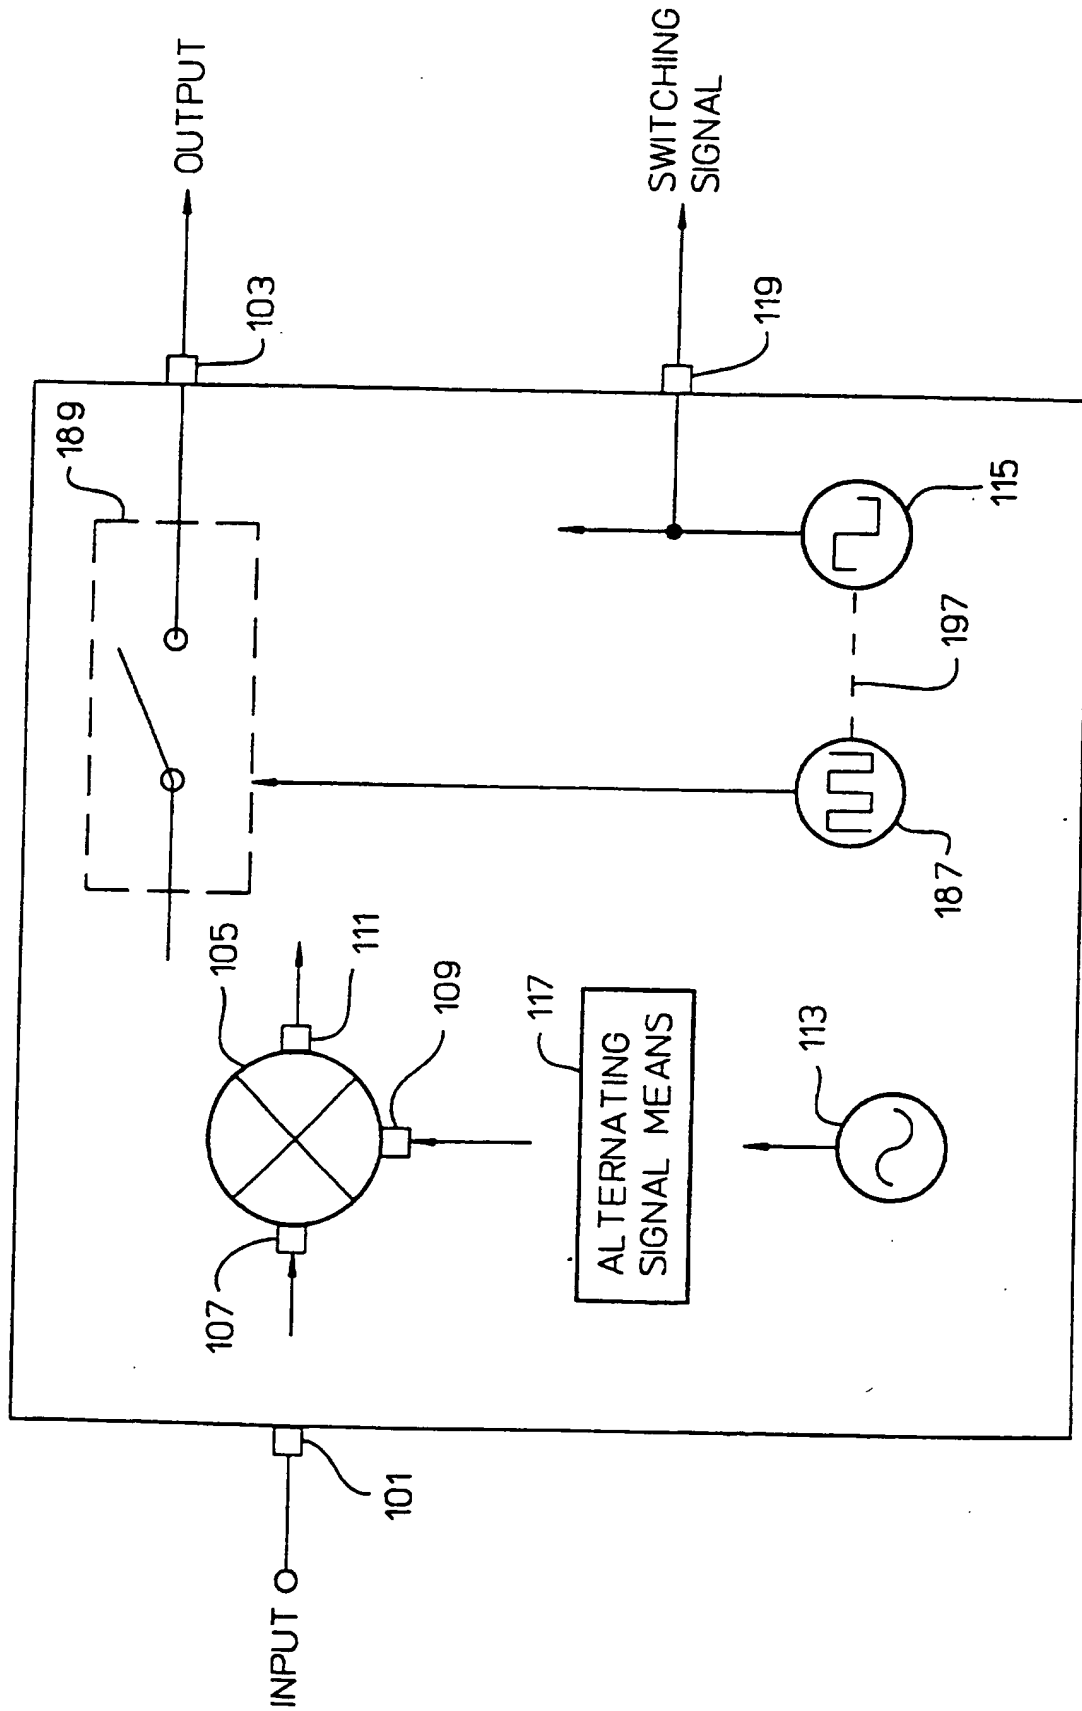 INPUT
101
107
105
111
109
117
ALTERNATING
SIGNAL MEANS
113
189
103
OUTPUT
187
197
115
119
SWITCHING
SIGNAL